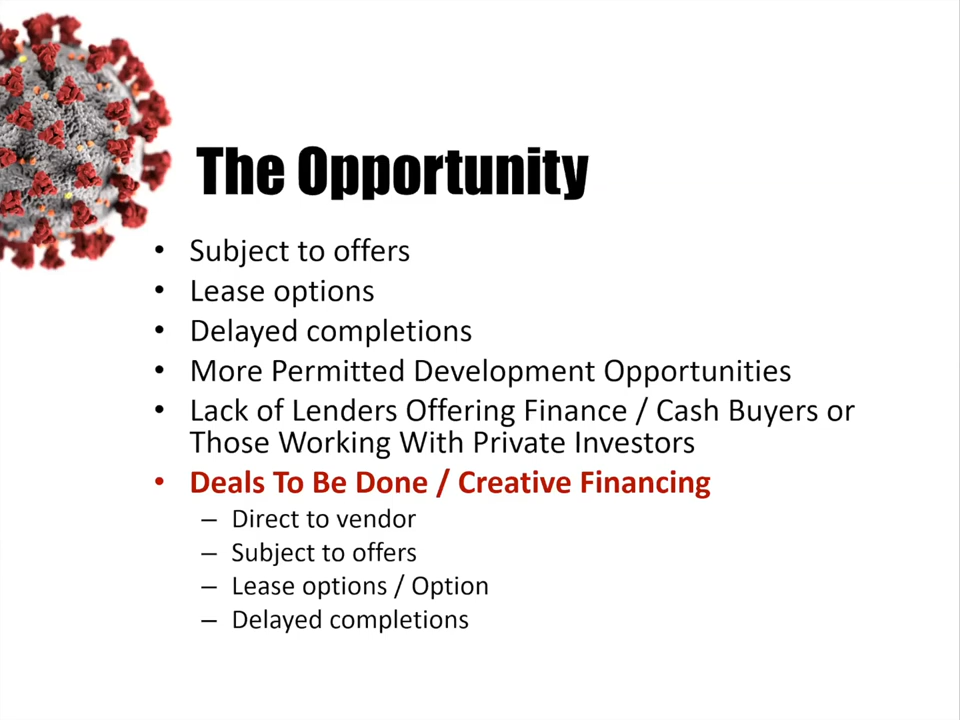 The Opportunity
• Subject to offers
• Lease options
• Delayed completions
• More Permitted Development Opportunities
• Lack of Lenders Offering Finance / Cash Buyers or
Those Working With Private Investors
• Deals To Be Done / Creative Financing
– Direct to vendor
– Subject to offers
– Lease options / Option
– Delayed completions